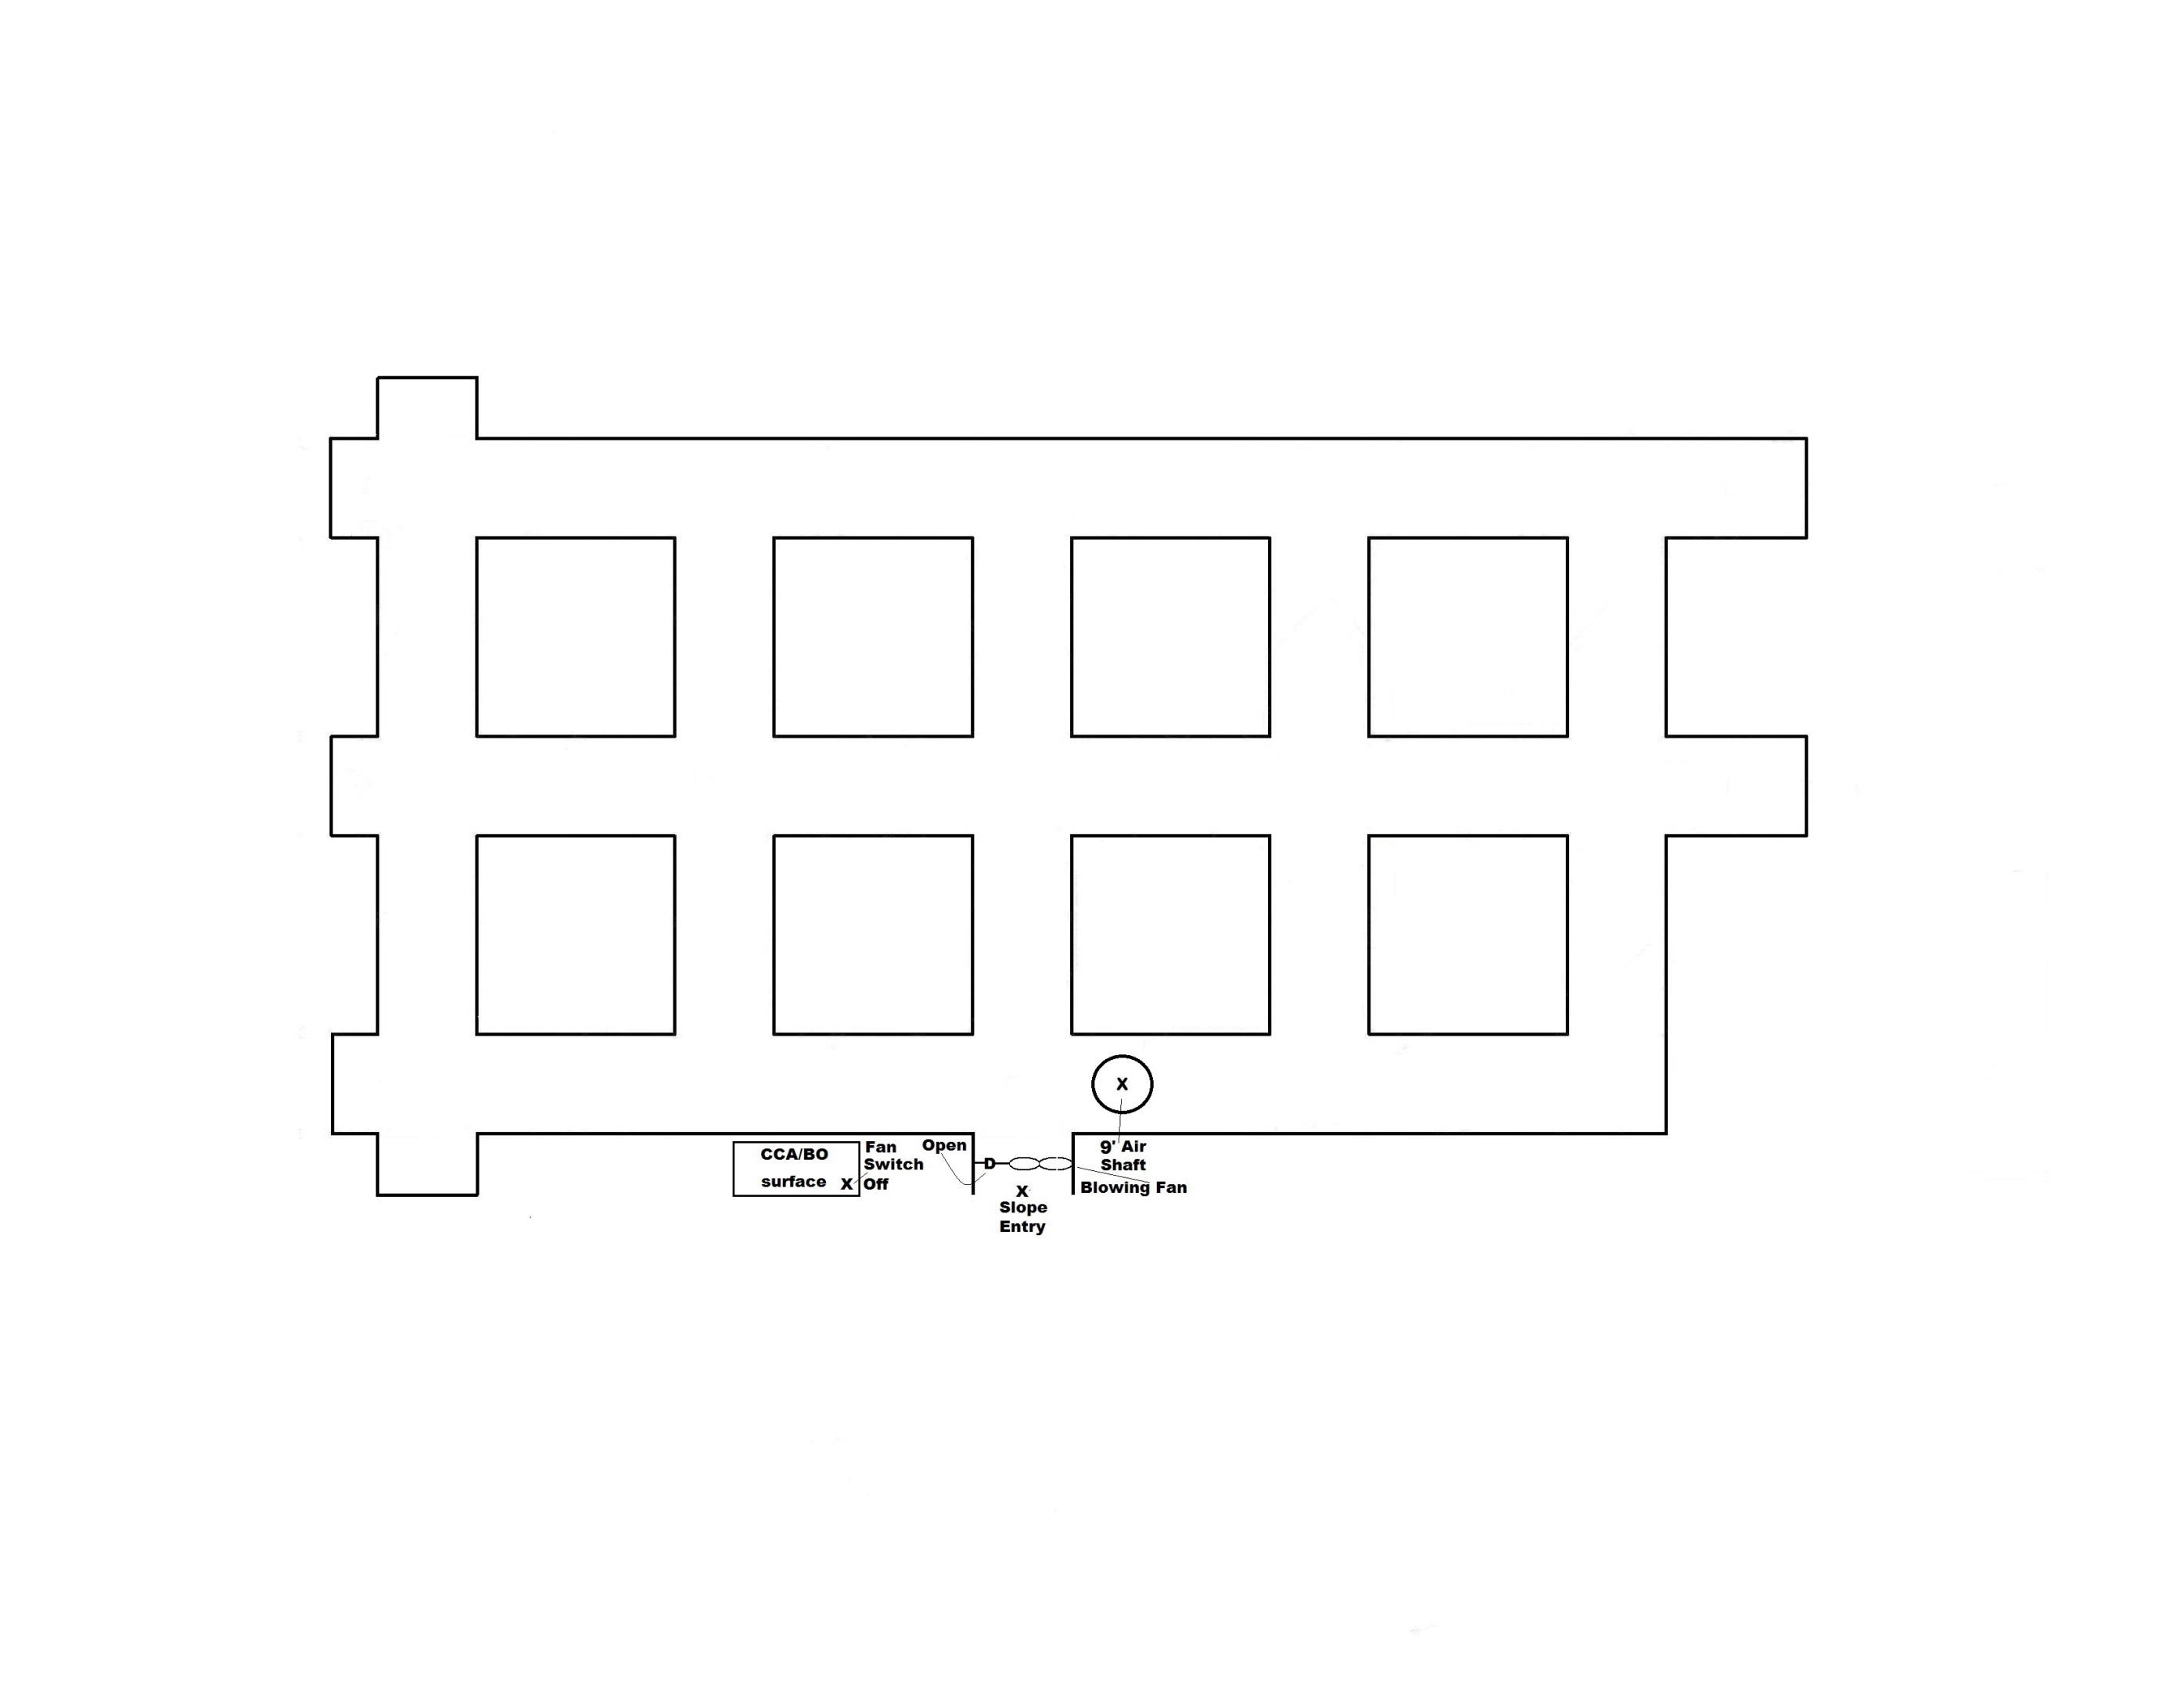 X
CCA/BO
surface X
Fan
Switch
Off
Open
D
9' Air
Shaft
Blowing Fan
X
Slope
Entry